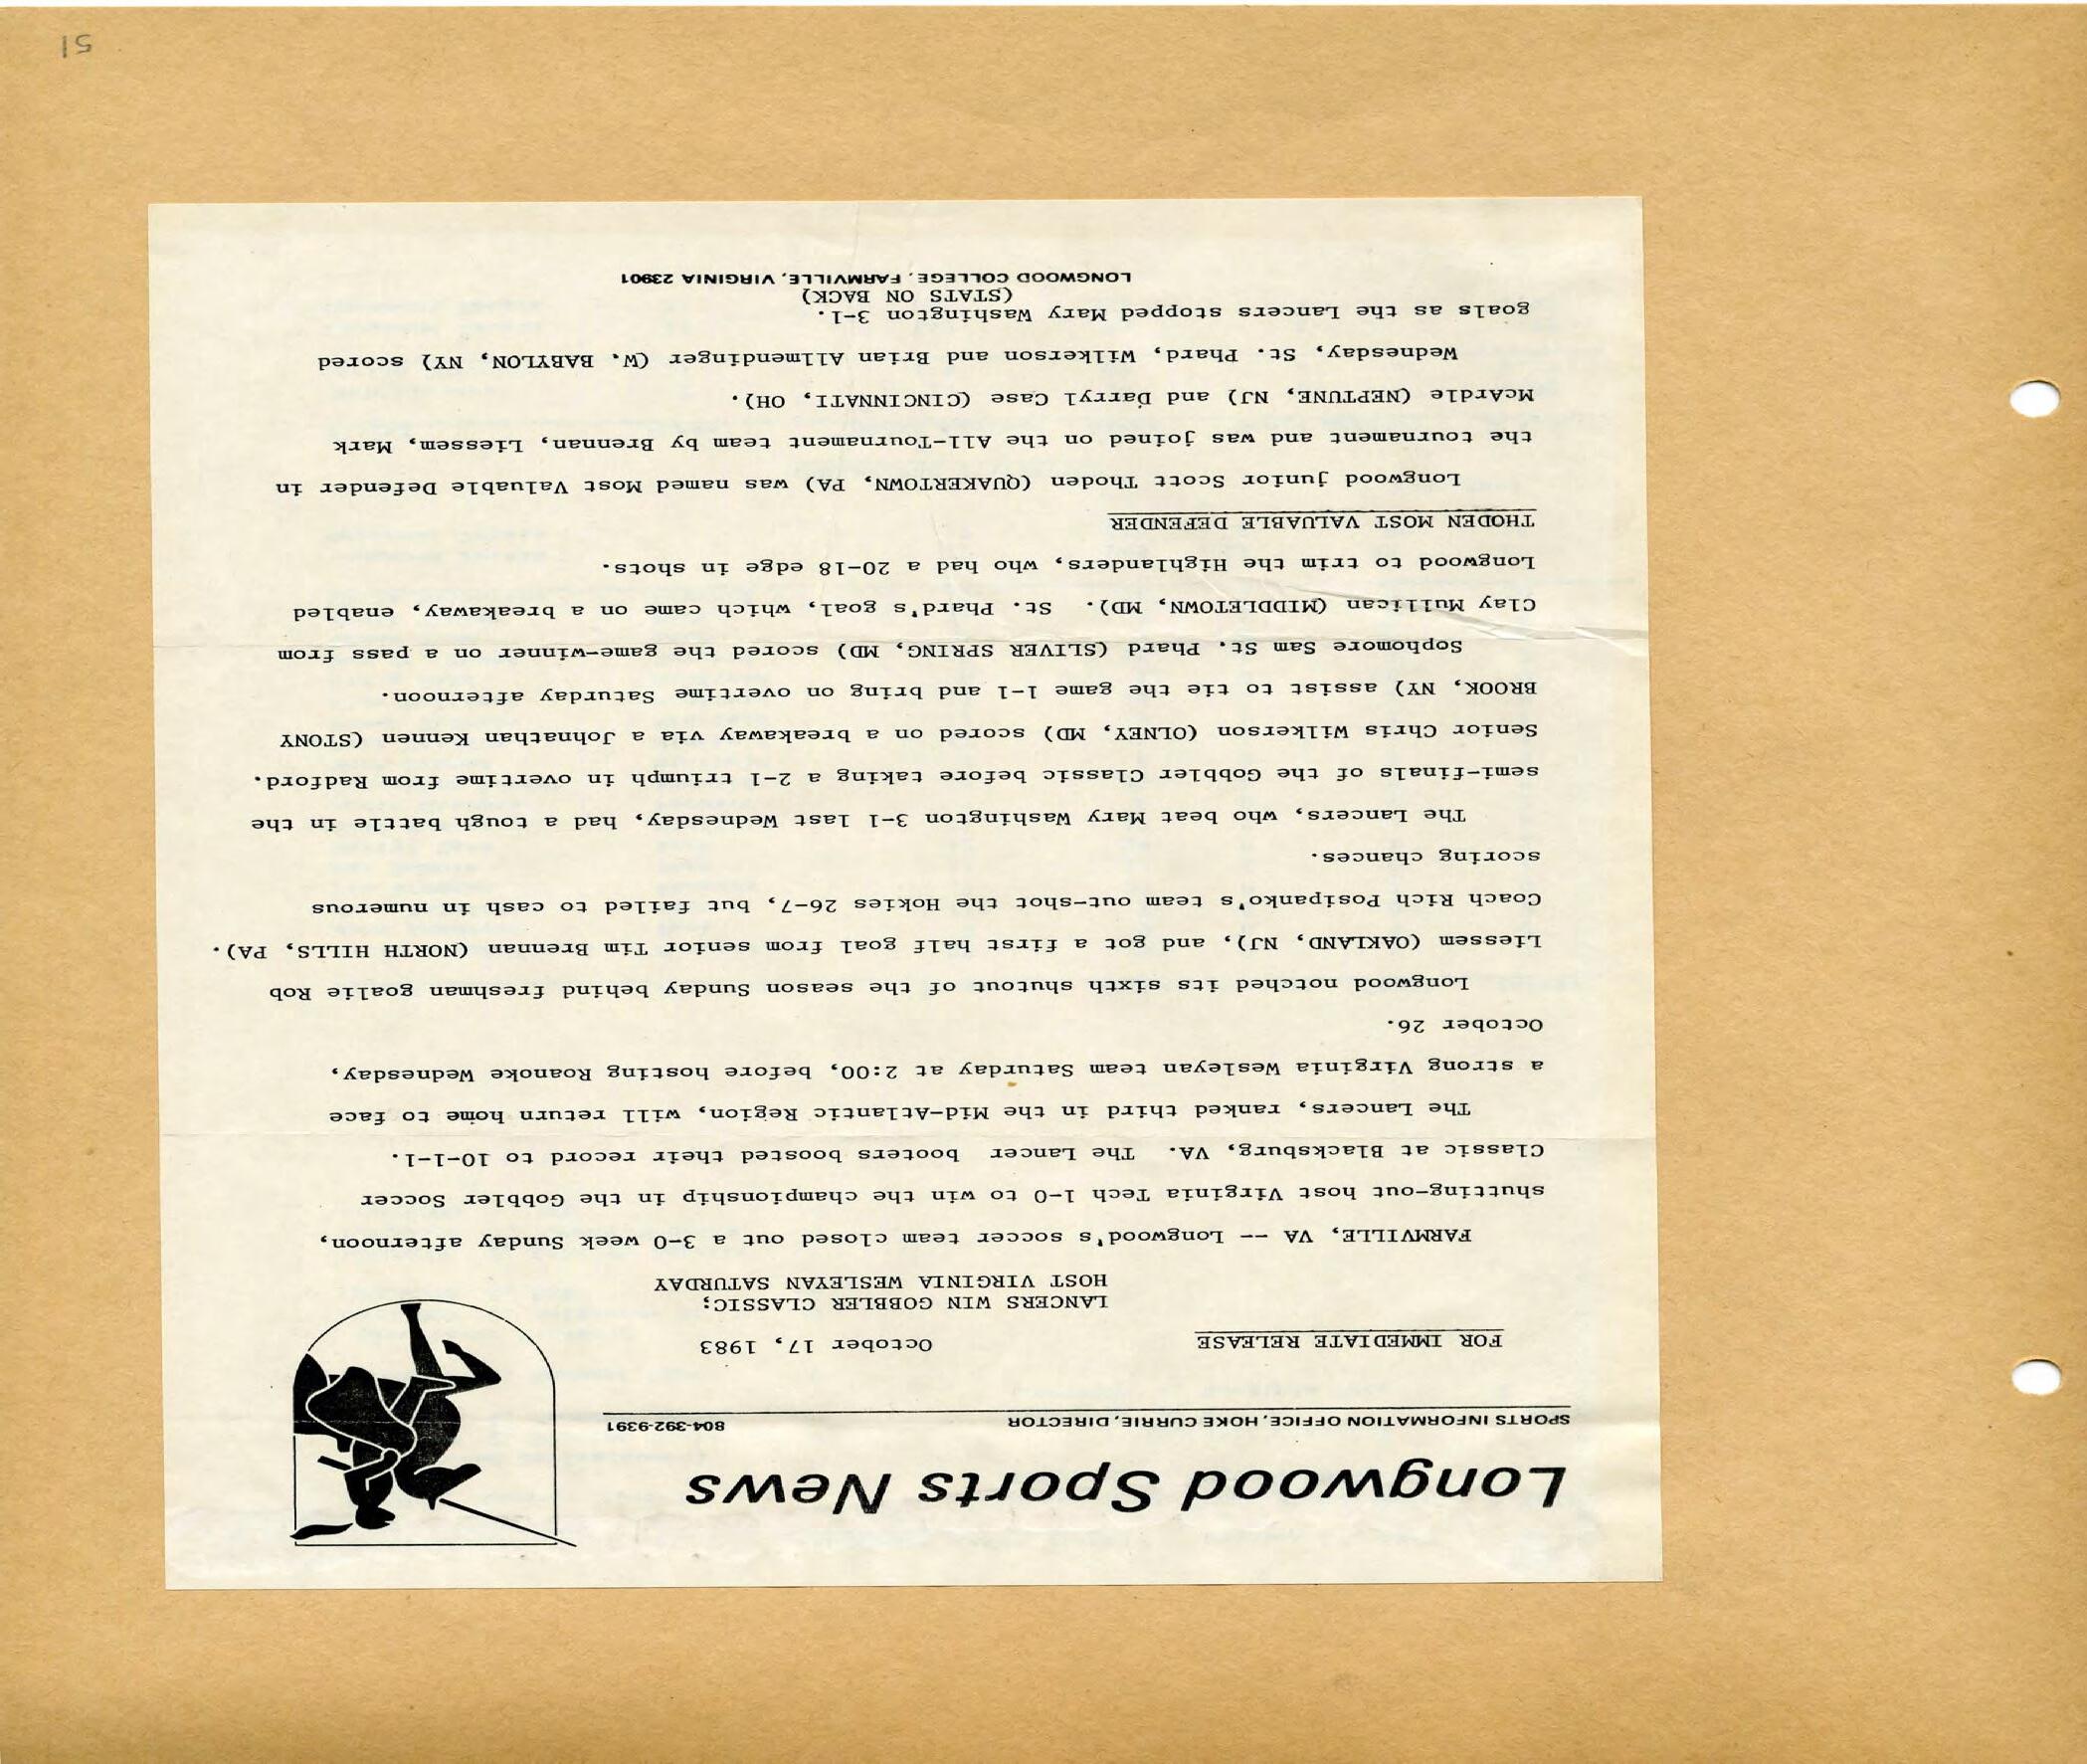 Longwood Sports News
SPORTS INFORMATION OFFICE, HOKE CURRIE, DIRECTOR 804-392-9391
FOR IMMEDIATE RELEASE October 17, 1983
LANCERS WIN GOBBLER CLASSIC;
HOST VIRGINIA WESLEYAN SATURDAY
FARMVILLE, VA -- Longwood's soccer team closed out a 3-0 week Sunday afternoon,
shutting-out host Virginia Tech 1-0 to win the championship in the Gobbler Soccer
Classic at Blacksburg, VA. The Lancer booters boosted their record to 10-1-1.
The Lancers, ranked third in the Mid-Atlantic Region, will return home to face
a strong Virginia Wesleyan team Saturday at 2:00, before hosting Roanoke Wednesday,
October 26.
Longwood notched its sixth shutout of the season Sunday behind freshman goalie Rob
Liessem (OAKLAND, NJ), and got a first half goal from senior Tim Brennan (NORTH HILLS, PA).
Coach Rich Posipanko's team out-shot the Hokies 26-7, but failed to cash in numerous
scoring chances.
The Lancers, who beat Mary Washington 3-1 last Wednesday, had a tough battle in the
semi-finals of the Gobbler Classic before taking a 2-1 triumph in overtime from Radford.
Senior Chris Wilkerson (OLNEY, MD) scored on a breakaway via a Johnathan Kennen (STONY
BROOK, NY) assist to tie the game 1-1 and bring on overtime Saturday afternoon.
Sophomore Sam St. Phard (SLIVER SPRING, MD) scored the game-winner on a pass from
Clay Mullican (MIDDLETOWN, MD). St. Phard's goal, which came on a breakaway, enabled
Longwood to trim the Highlanders, who had a 20-18 edge in shots.
THODEN MOST VALUABLE DEFENDER
Longwood junior Scott Thoden (QUAKERTOWN, PA) was named Most Valuable Defender in
the tournament and was joined on the All-Tournament team by Brennan, Liessem, Mark
McArdle (NEPTUNE, NJ) and Darryl Case (CINCINNATI, OH).
Wednesday, St. Phard, Wilkerson and Brian Allmendinger (W. BABYLON, NY) scored
goals as the Lancers stopped Mary Washington 3-1.
(STATS ON BACK)
LONGWOOD COLLEGE, FARMVILLE, VIRGINIA 23901
51